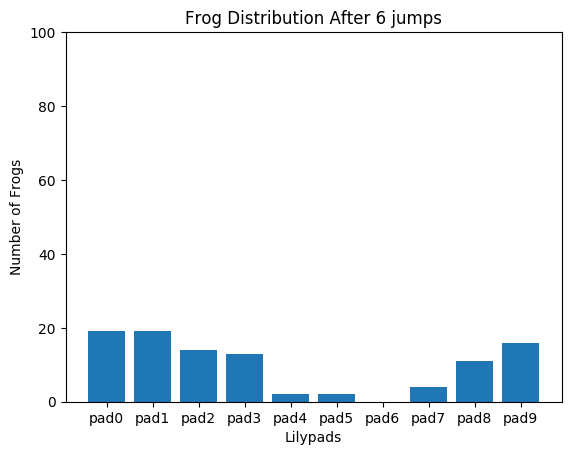 Frog Distribution After 6 jumps
100
80
60
40
20
0
Number of Frogs
pad0 pad1 pad2 pad3 pad4 pad5 pad6 pad7 pad8 pad9
Lilypads